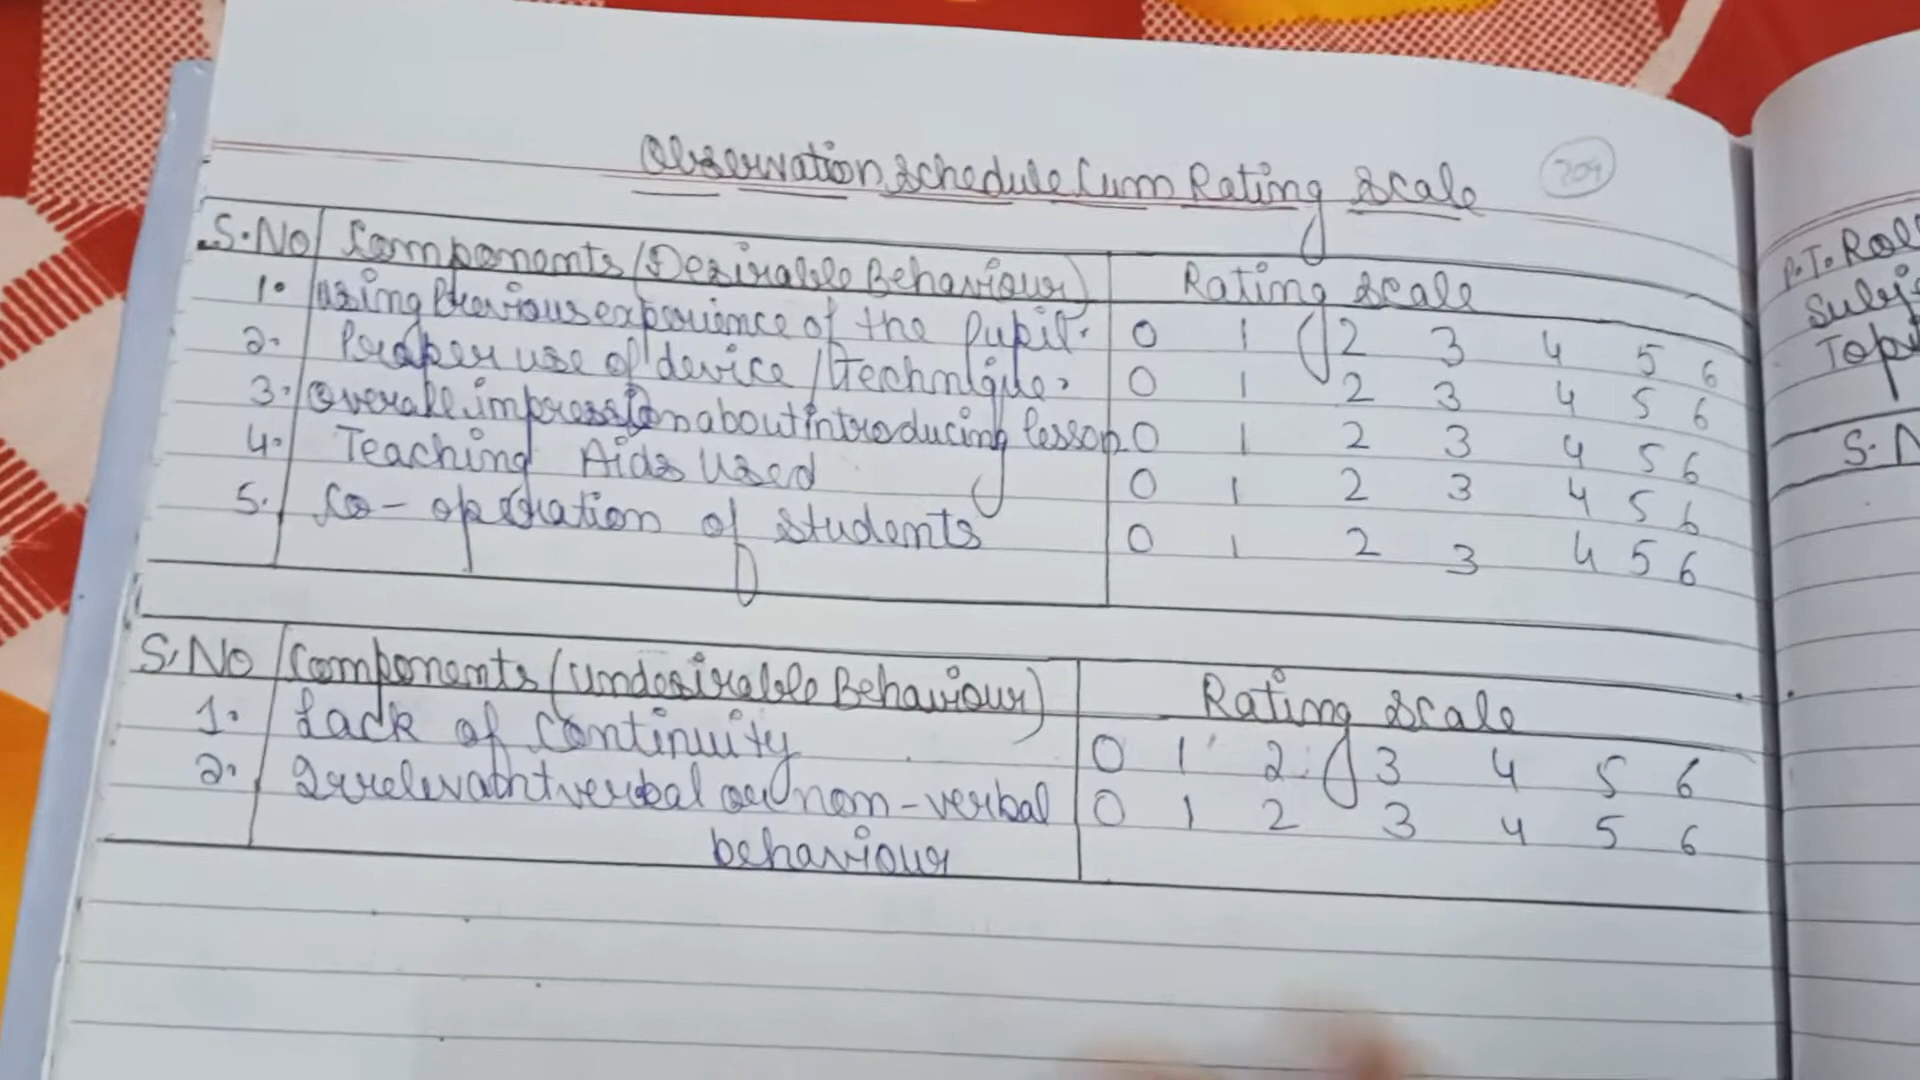 Observation Schedule Cum Rating Scale
209
S.No Components (Desirable Behaviour) Rating Scale
1. using Previous experience of the Pupil. 0 1 2 3 4 5 6
2. Proper use of device / Technique. 0 1 2 3 4 5 6
3. Overall impression about introducing lesson 0 1 2 3 4 5 6
4. Teaching Aids Used 0 1 2 3 4 5 6
5. Co-operation of students 0 1 2 3 4 5 6
S.No Components (Undesirable Behaviour) Rating Scale
1. Lack of Continuity 0 1 2 3 4 5 6
2. Irrelevant verbal or non-verbal 0 1 2 3 4 5 6
behaviour
P.T. Roll
Subje
Topi
S. N